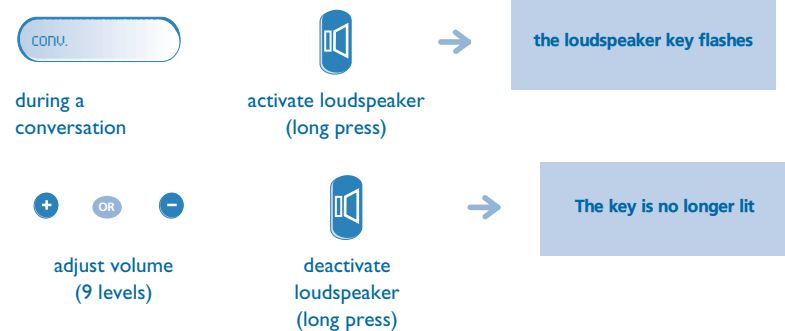 conv.
during a
conversation
activate loudspeaker
(long press)
the loudspeaker key flashes
+ OR -
adjust volume
(9 levels)
deactivate
loudspeaker
(long press)
The key is no longer lit